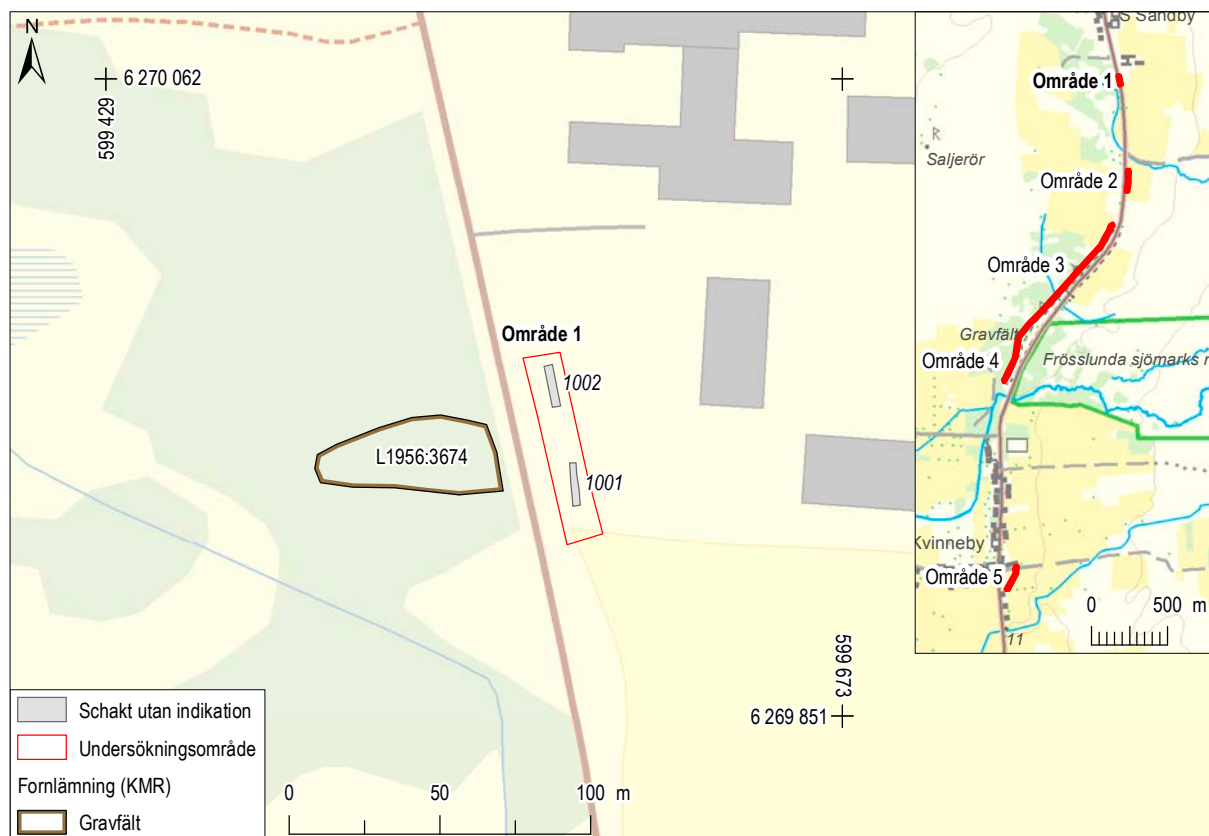 N
6 270 062
599 429
Område 1
1002
L1956:3674
1001
599 673
6 269 851
Schakt utan indikation
Undersökningsområde
Fornlämning (KMR)
Gravfält
0 50 100 m
S Sandby
Område 1
R
Saljerör
Område 2
Område 3
Gravfält
Område 4
Frösslunda sjömarks n
Kvinneby
Område 5
0 500 m
11